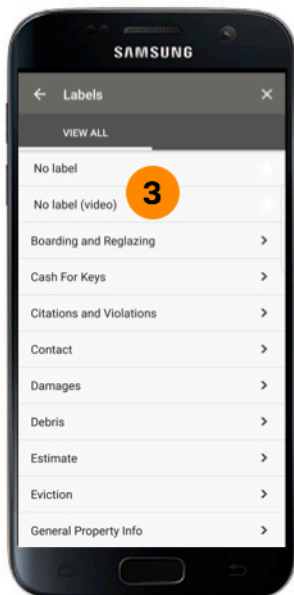 SAMSUNG
Labels
VIEW ALL
No label
No label (video)
3
Boarding and Reglazing
Cash For Keys
Citations and Violations
Contact
Damages
Debris
Estimate
Eviction
General Property Info